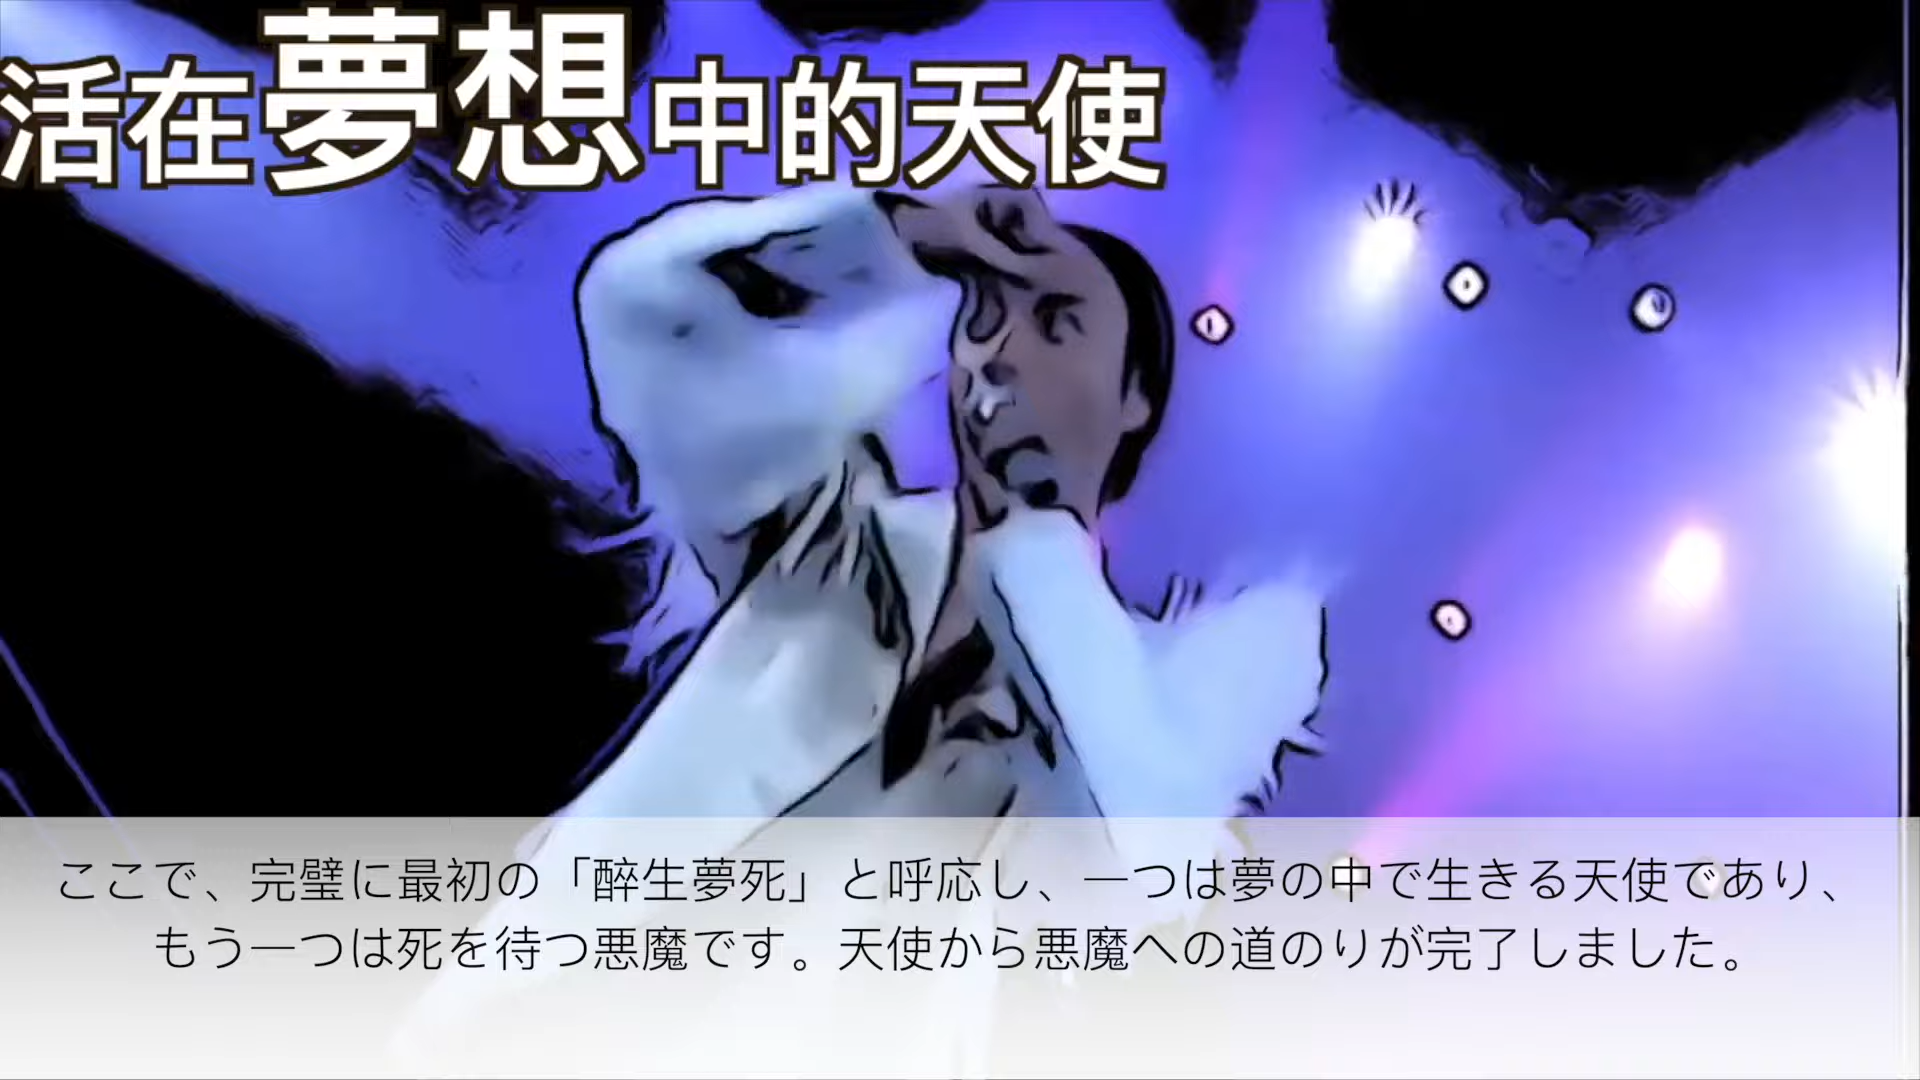 活在夢想中的天使
ここで、完璧に最初の「醉生夢死」と呼応し、一つは夢の中で生きる天使であり、
もう一つは死を待つ悪魔です。天使から悪魔への道のりが完了しました。